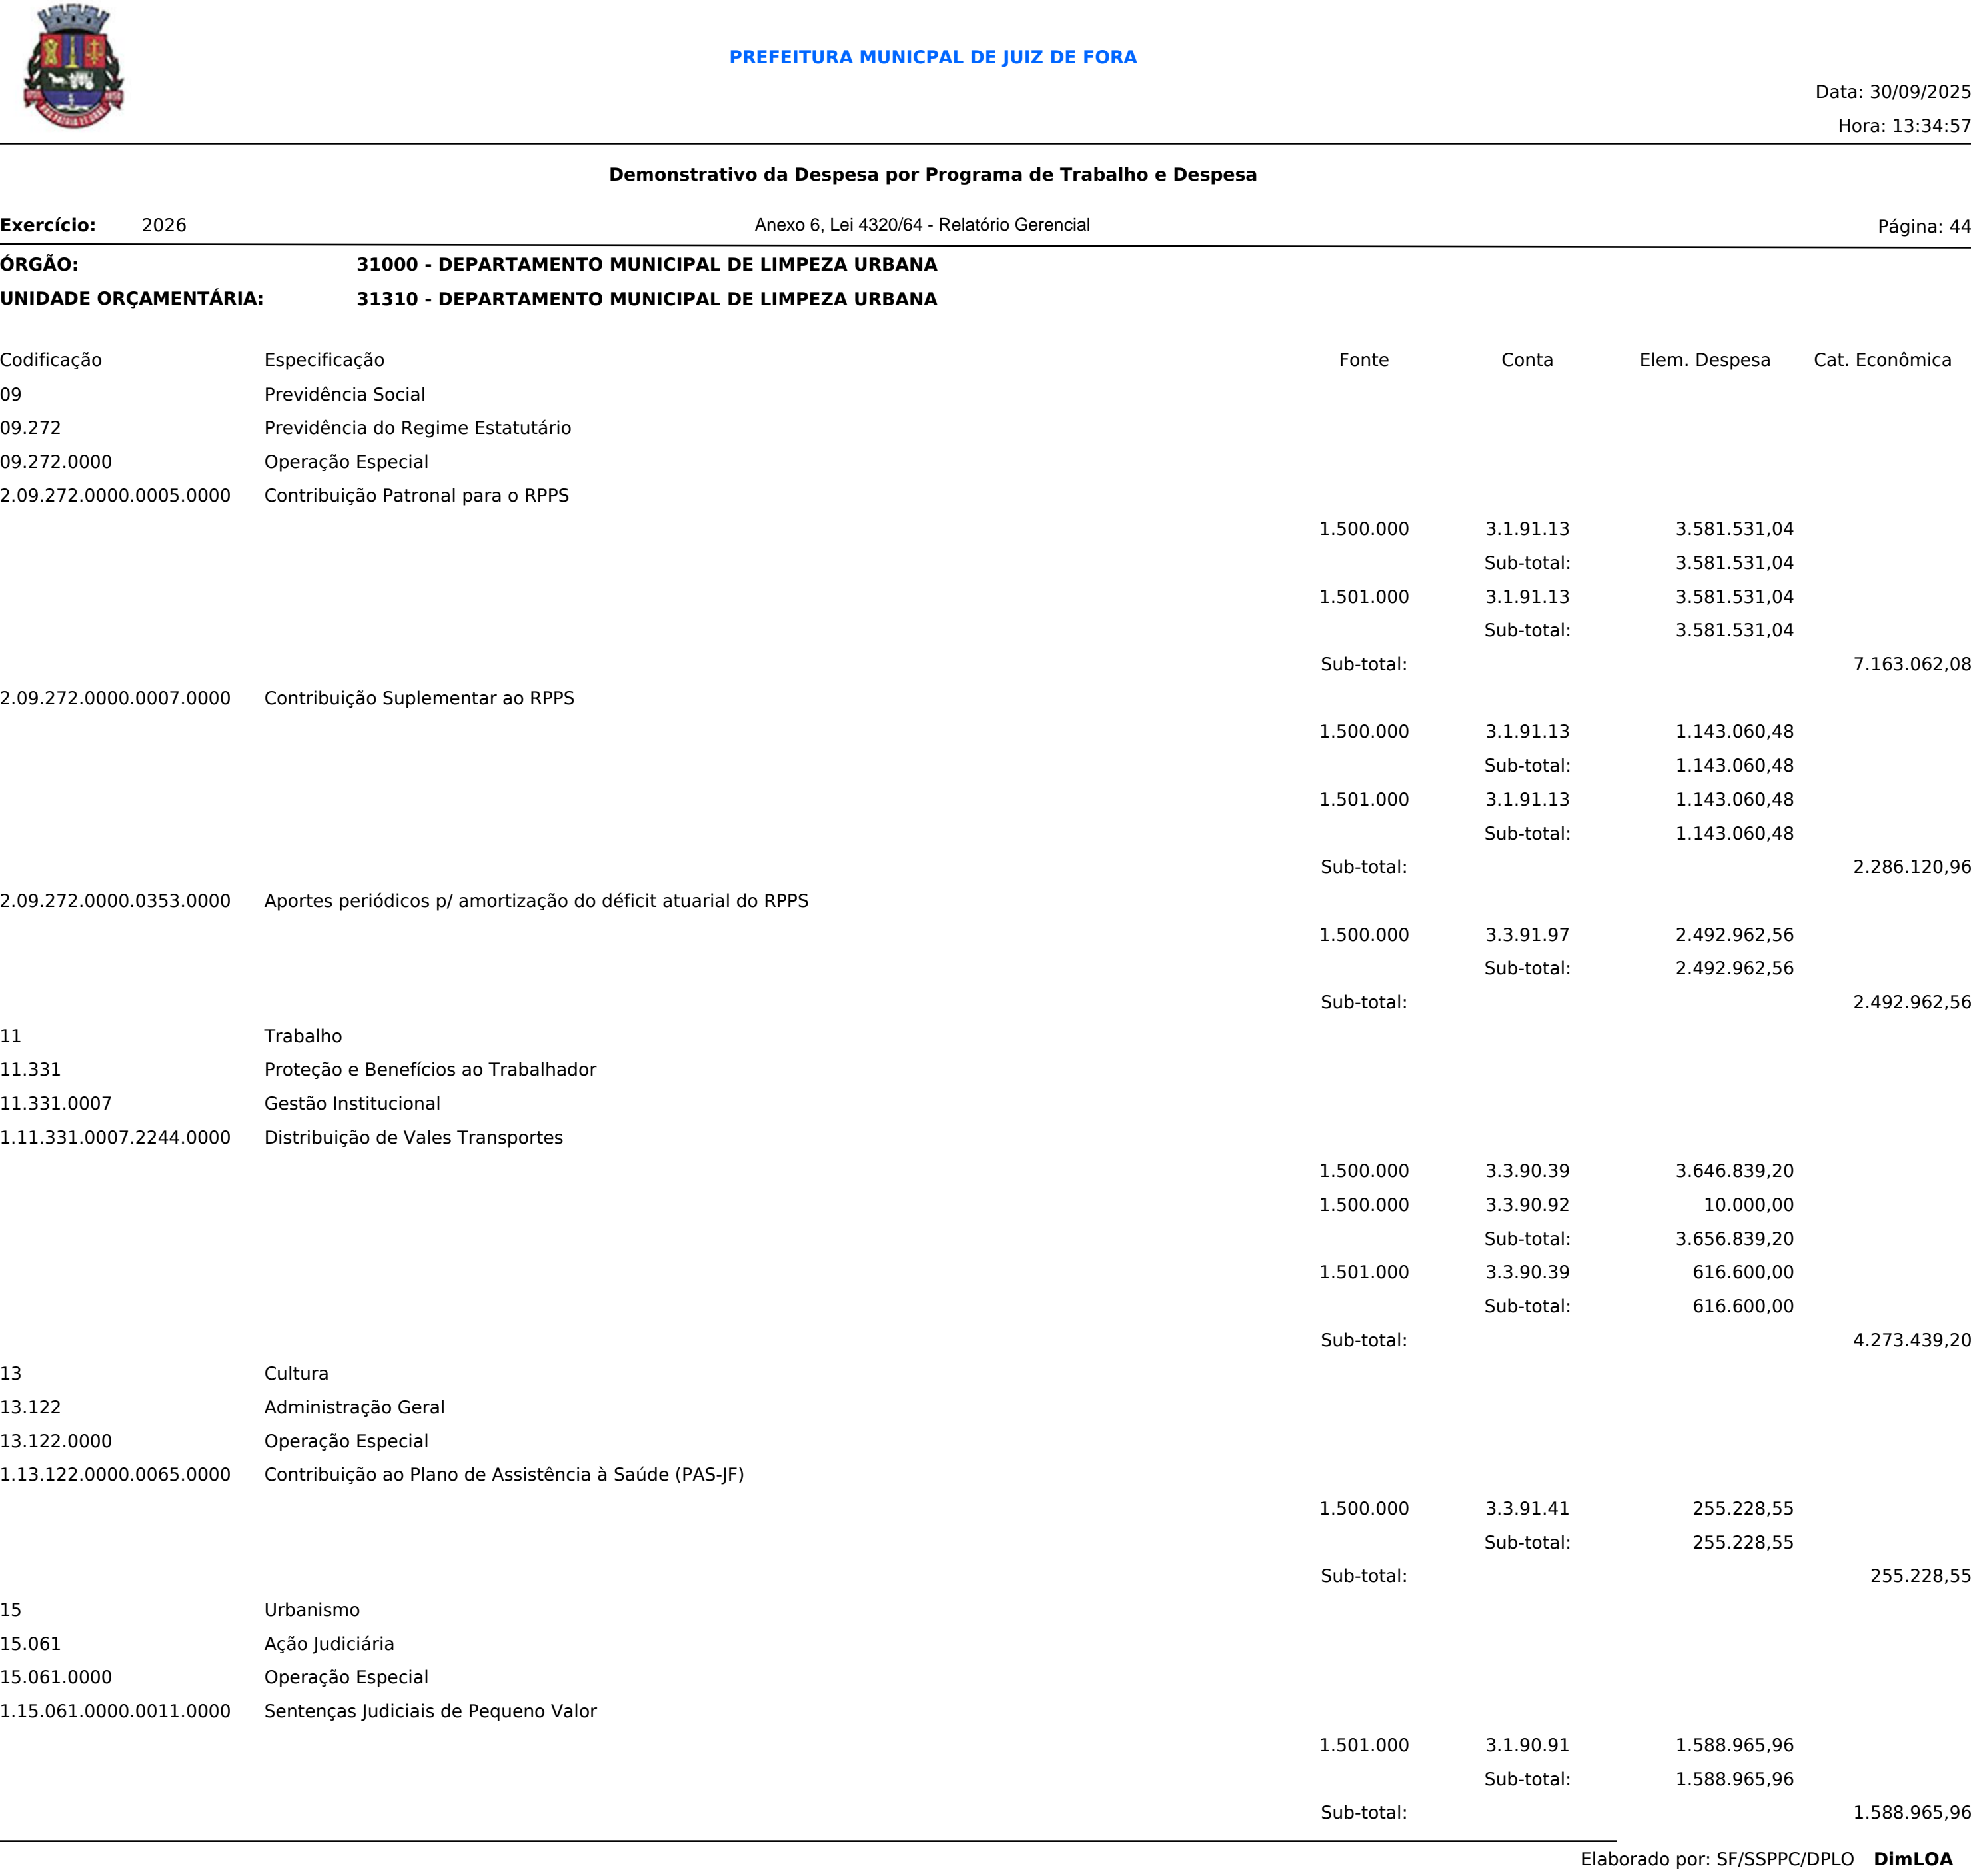 PREFEITURA MUNICPAL DE JUIZ DE FORA
Data: 30/09/2025
Hora: 13:34:57
Demonstrativo da Despesa por Programa de Trabalho e Despesa
Exercício: 2026 Anexo 6, Lei 4320/64 - Relatório Gerencial Página: 44
ÓRGÃO: 31000 - DEPARTAMENTO MUNICIPAL DE LIMPEZA URBANA
UNIDADE ORÇAMENTÁRIA: 31310 - DEPARTAMENTO MUNICIPAL DE LIMPEZA URBANA
Codificação Especificação Fonte Conta Elem. Despesa Cat. Econômica
09 Previdência Social
09.272 Previdência do Regime Estatutário
09.272.0000 Operação Especial
2.09.272.0000.0005.0000 Contribuição Patronal para o RPPS
1.500.000 3.1.91.13 3.581.531,04
Sub-total: 3.581.531,04
1.501.000 3.1.91.13 3.581.531,04
Sub-total: 3.581.531,04
Sub-total: 7.163.062,08
2.09.272.0000.0007.0000 Contribuição Suplementar ao RPPS
1.500.000 3.1.91.13 1.143.060,48
Sub-total: 1.143.060,48
1.501.000 3.1.91.13 1.143.060,48
Sub-total: 1.143.060,48
Sub-total: 2.286.120,96
2.09.272.0000.0353.0000 Aportes periódicos p/ amortização do déficit atuarial do RPPS
1.500.000 3.3.91.97 2.492.962,56
Sub-total: 2.492.962,56
Sub-total: 2.492.962,56
11 Trabalho
11.331 Proteção e Benefícios ao Trabalhador
11.331.0007 Gestão Institucional
1.11.331.0007.2244.0000 Distribuição de Vales Transportes
1.500.000 3.3.90.39 3.646.839,20
1.500.000 3.3.90.92 10.000,00
Sub-total: 3.656.839,20
1.501.000 3.3.90.39 616.600,00
Sub-total: 616.600,00
Sub-total: 4.273.439,20
13 Cultura
13.122 Administração Geral
13.122.0000 Operação Especial
1.13.122.0000.0065.0000 Contribuição ao Plano de Assistência à Saúde (PAS-JF)
1.500.000 3.3.91.41 255.228,55
Sub-total: 255.228,55
Sub-total: 255.228,55
15 Urbanismo
15.061 Ação Judiciária
15.061.0000 Operação Especial
1.15.061.0000.0011.0000 Sentenças Judiciais de Pequeno Valor
1.501.000 3.1.90.91 1.588.965,96
Sub-total: 1.588.965,96
Sub-total: 1.588.965,96
Elaborado por: SF/SSPPC/DPLO DimLOA